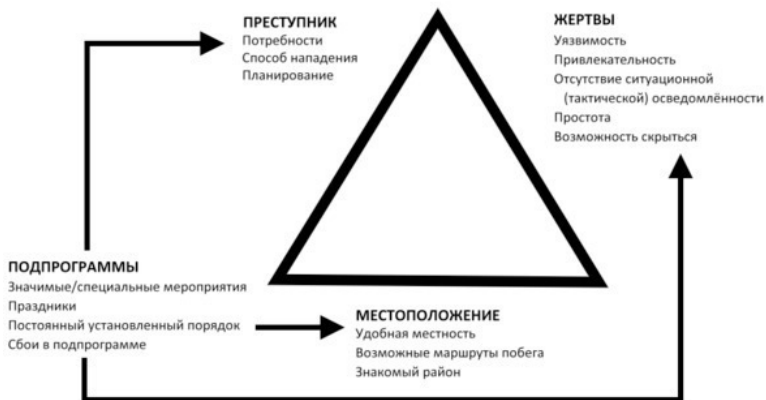 ПРЕСТУПНИК
Потребности
Способ нападения
Планирование
ЖЕРТВЫ
Уязвимость
Привлекательность
Отсутствие ситуационной
(тактической) осведомлённости
Простота
Возможность скрыться
ПОДПРОГРАММЫ
Значимые/специальные мероприятия
Праздники
Постоянный установленный порядок
Сбои в подпрограмме
МЕСТОПОЛОЖЕНИЕ
Удобная местность
Возможные маршруты побега
Знакомый район